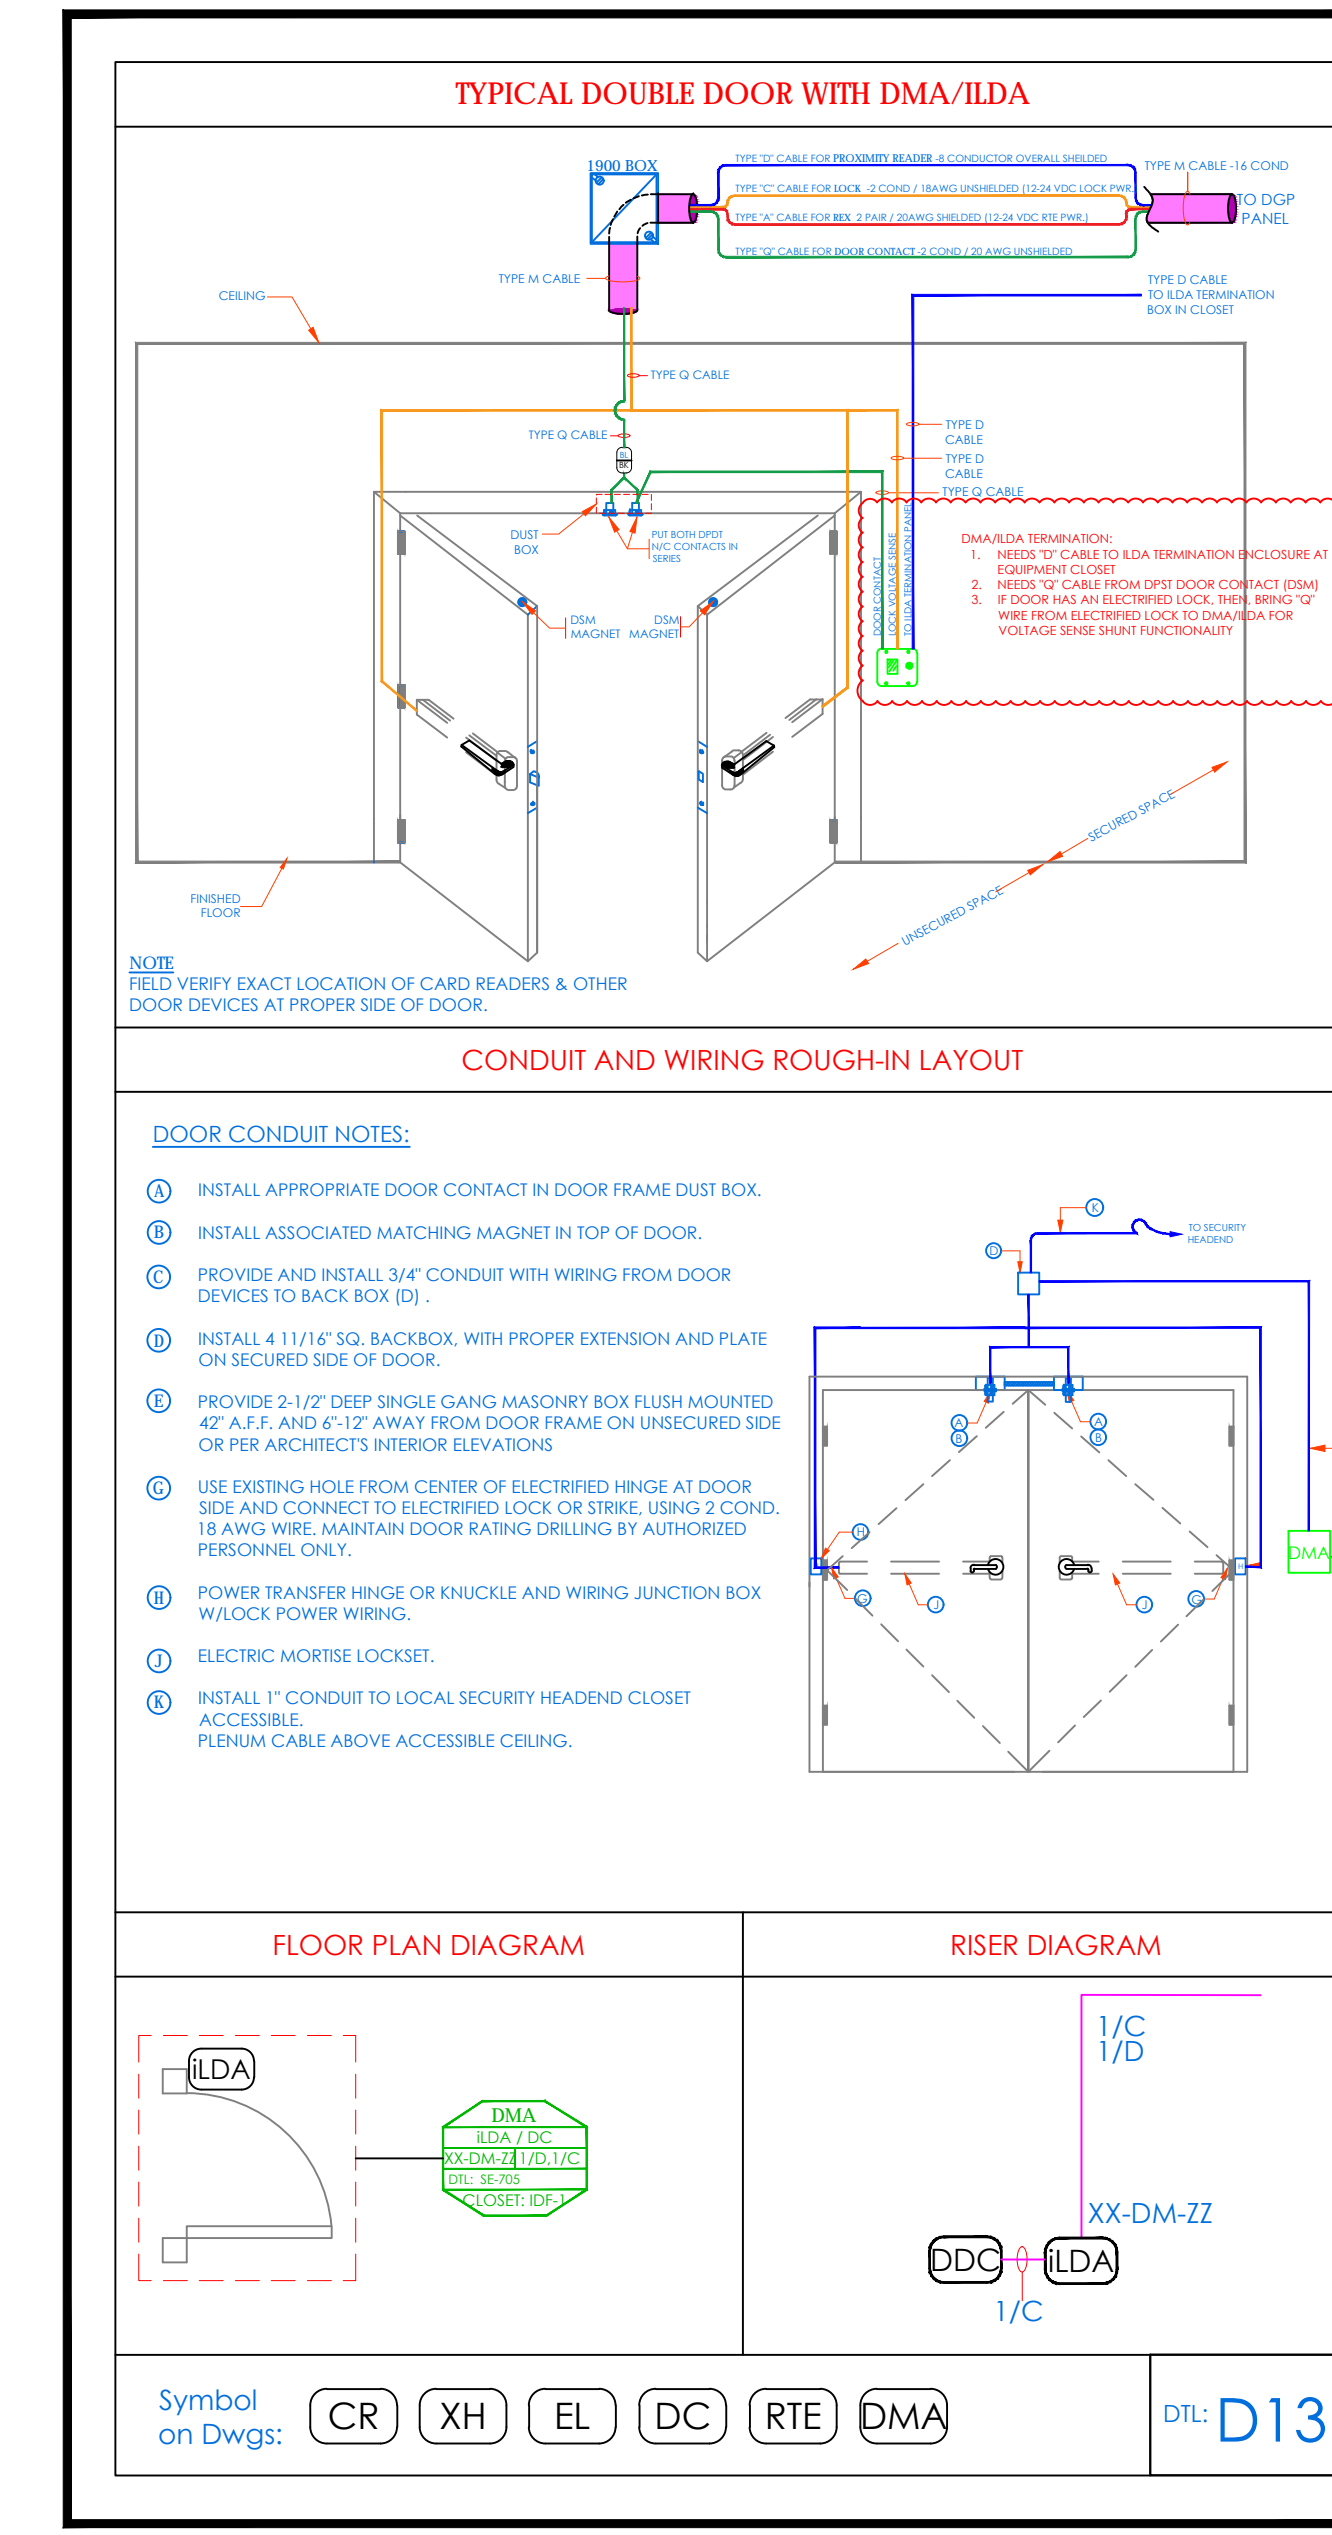 TYPICAL DOUBLE DOOR WITH DMA/ILDA
1900 BOX
TYPE "D" CABLE FOR PROXIMITY READER -8 CONDUCTOR OVERALL SHEILDED
TYPE M CABLE -16 COND
TYPE "C" CABLE FOR LOCK -2 COND / 18AWG UNSHIELDED (12-24 VDC LOCK PWR.
TO DGP
PANEL
TYPE "A" CABLE FOR REX 2 PAIR / 20AWG SHIELDED (12-24 VDC RTE PWR.)
TYPE "Q" CABLE FOR DOOR CONTACT -2 COND / 20 AWG UNSHIELDED
TYPE M CABLE
TYPE D CABLE
TO ILDA TERMINATION
BOX IN CLOSET
CEILING
TYPE Q CABLE
TYPE Q CABLE
TYPE D
CABLE
TYPE D
CABLE
TYPE Q CABLE
BL
BK
DUST
BOX
PUT BOTH DPDT
N/C CONTACTS IN
SERIES
DOOR CONTACT
LOCK VOLTAGE SENSE
TO ILDA TERMINATION PANEL
DMA/ILDA TERMINATION:
1. NEEDS "D" CABLE TO ILDA TERMINATION ENCLOSURE AT
EQUIPMENT CLOSET
2. NEEDS "Q" CABLE FROM DPST DOOR CONTACT (DSM)
3. IF DOOR HAS AN ELECTRIFIED LOCK, THEN, BRING "Q"
WIRE FROM ELECTRIFIED LOCK TO DMA/ILDA FOR
VOLTAGE SENSE SHUNT FUNCTIONALITY
DSM
MAGNET
DSM
MAGNET
SECURED SPACE
UNSECURED SPACE
FINISHED
FLOOR
NOTE
FIELD VERIFY EXACT LOCATION OF CARD READERS & OTHER
DOOR DEVICES AT PROPER SIDE OF DOOR.
CONDUIT AND WIRING ROUGH-IN LAYOUT
DOOR CONDUIT NOTES:
A INSTALL APPROPRIATE DOOR CONTACT IN DOOR FRAME DUST BOX.
B INSTALL ASSOCIATED MATCHING MAGNET IN TOP OF DOOR.
C PROVIDE AND INSTALL 3/4" CONDUIT WITH WIRING FROM DOOR
DEVICES TO BACK BOX (D) .
D INSTALL 4 11/16" SQ. BACKBOX, WITH PROPER EXTENSION AND PLATE
ON SECURED SIDE OF DOOR.
E PROVIDE 2-1/2" DEEP SINGLE GANG MASONRY BOX FLUSH MOUNTED
42" A.F.F. AND 6"-12" AWAY FROM DOOR FRAME ON UNSECURED SIDE
OR PER ARCHITECT'S INTERIOR ELEVATIONS
G USE EXISTING HOLE FROM CENTER OF ELECTRIFIED HINGE AT DOOR
SIDE AND CONNECT TO ELECTRIFIED LOCK OR STRIKE, USING 2 COND.
18 AWG WIRE. MAINTAIN DOOR RATING DRILLING BY AUTHORIZED
PERSONNEL ONLY.
H POWER TRANSFER HINGE OR KNUCKLE AND WIRING JUNCTION BOX
W/LOCK POWER WIRING.
J ELECTRIC MORTISE LOCKSET.
K INSTALL 1" CONDUIT TO LOCAL SECURITY HEADEND CLOSET
ACCESSIBLE.
PLENUM CABLE ABOVE ACCESSIBLE CEILING.
K
TO SECURITY
HEADEND
D
A
B
A
B
H
H
DMA
G
J
J
G
FLOOR PLAN DIAGRAM
RISER DIAGRAM
iLDA
DMA
iLDA / DC
XX-DM-ZZ 1/D,1/C
DTL: SE-705
CLOSET: IDF-1
1/C
1/D
XX-DM-ZZ
DDC
iLDA
1/C
Symbol
on Dwgs:
CR
XH
EL
DC
RTE
DMA
DTL: D13